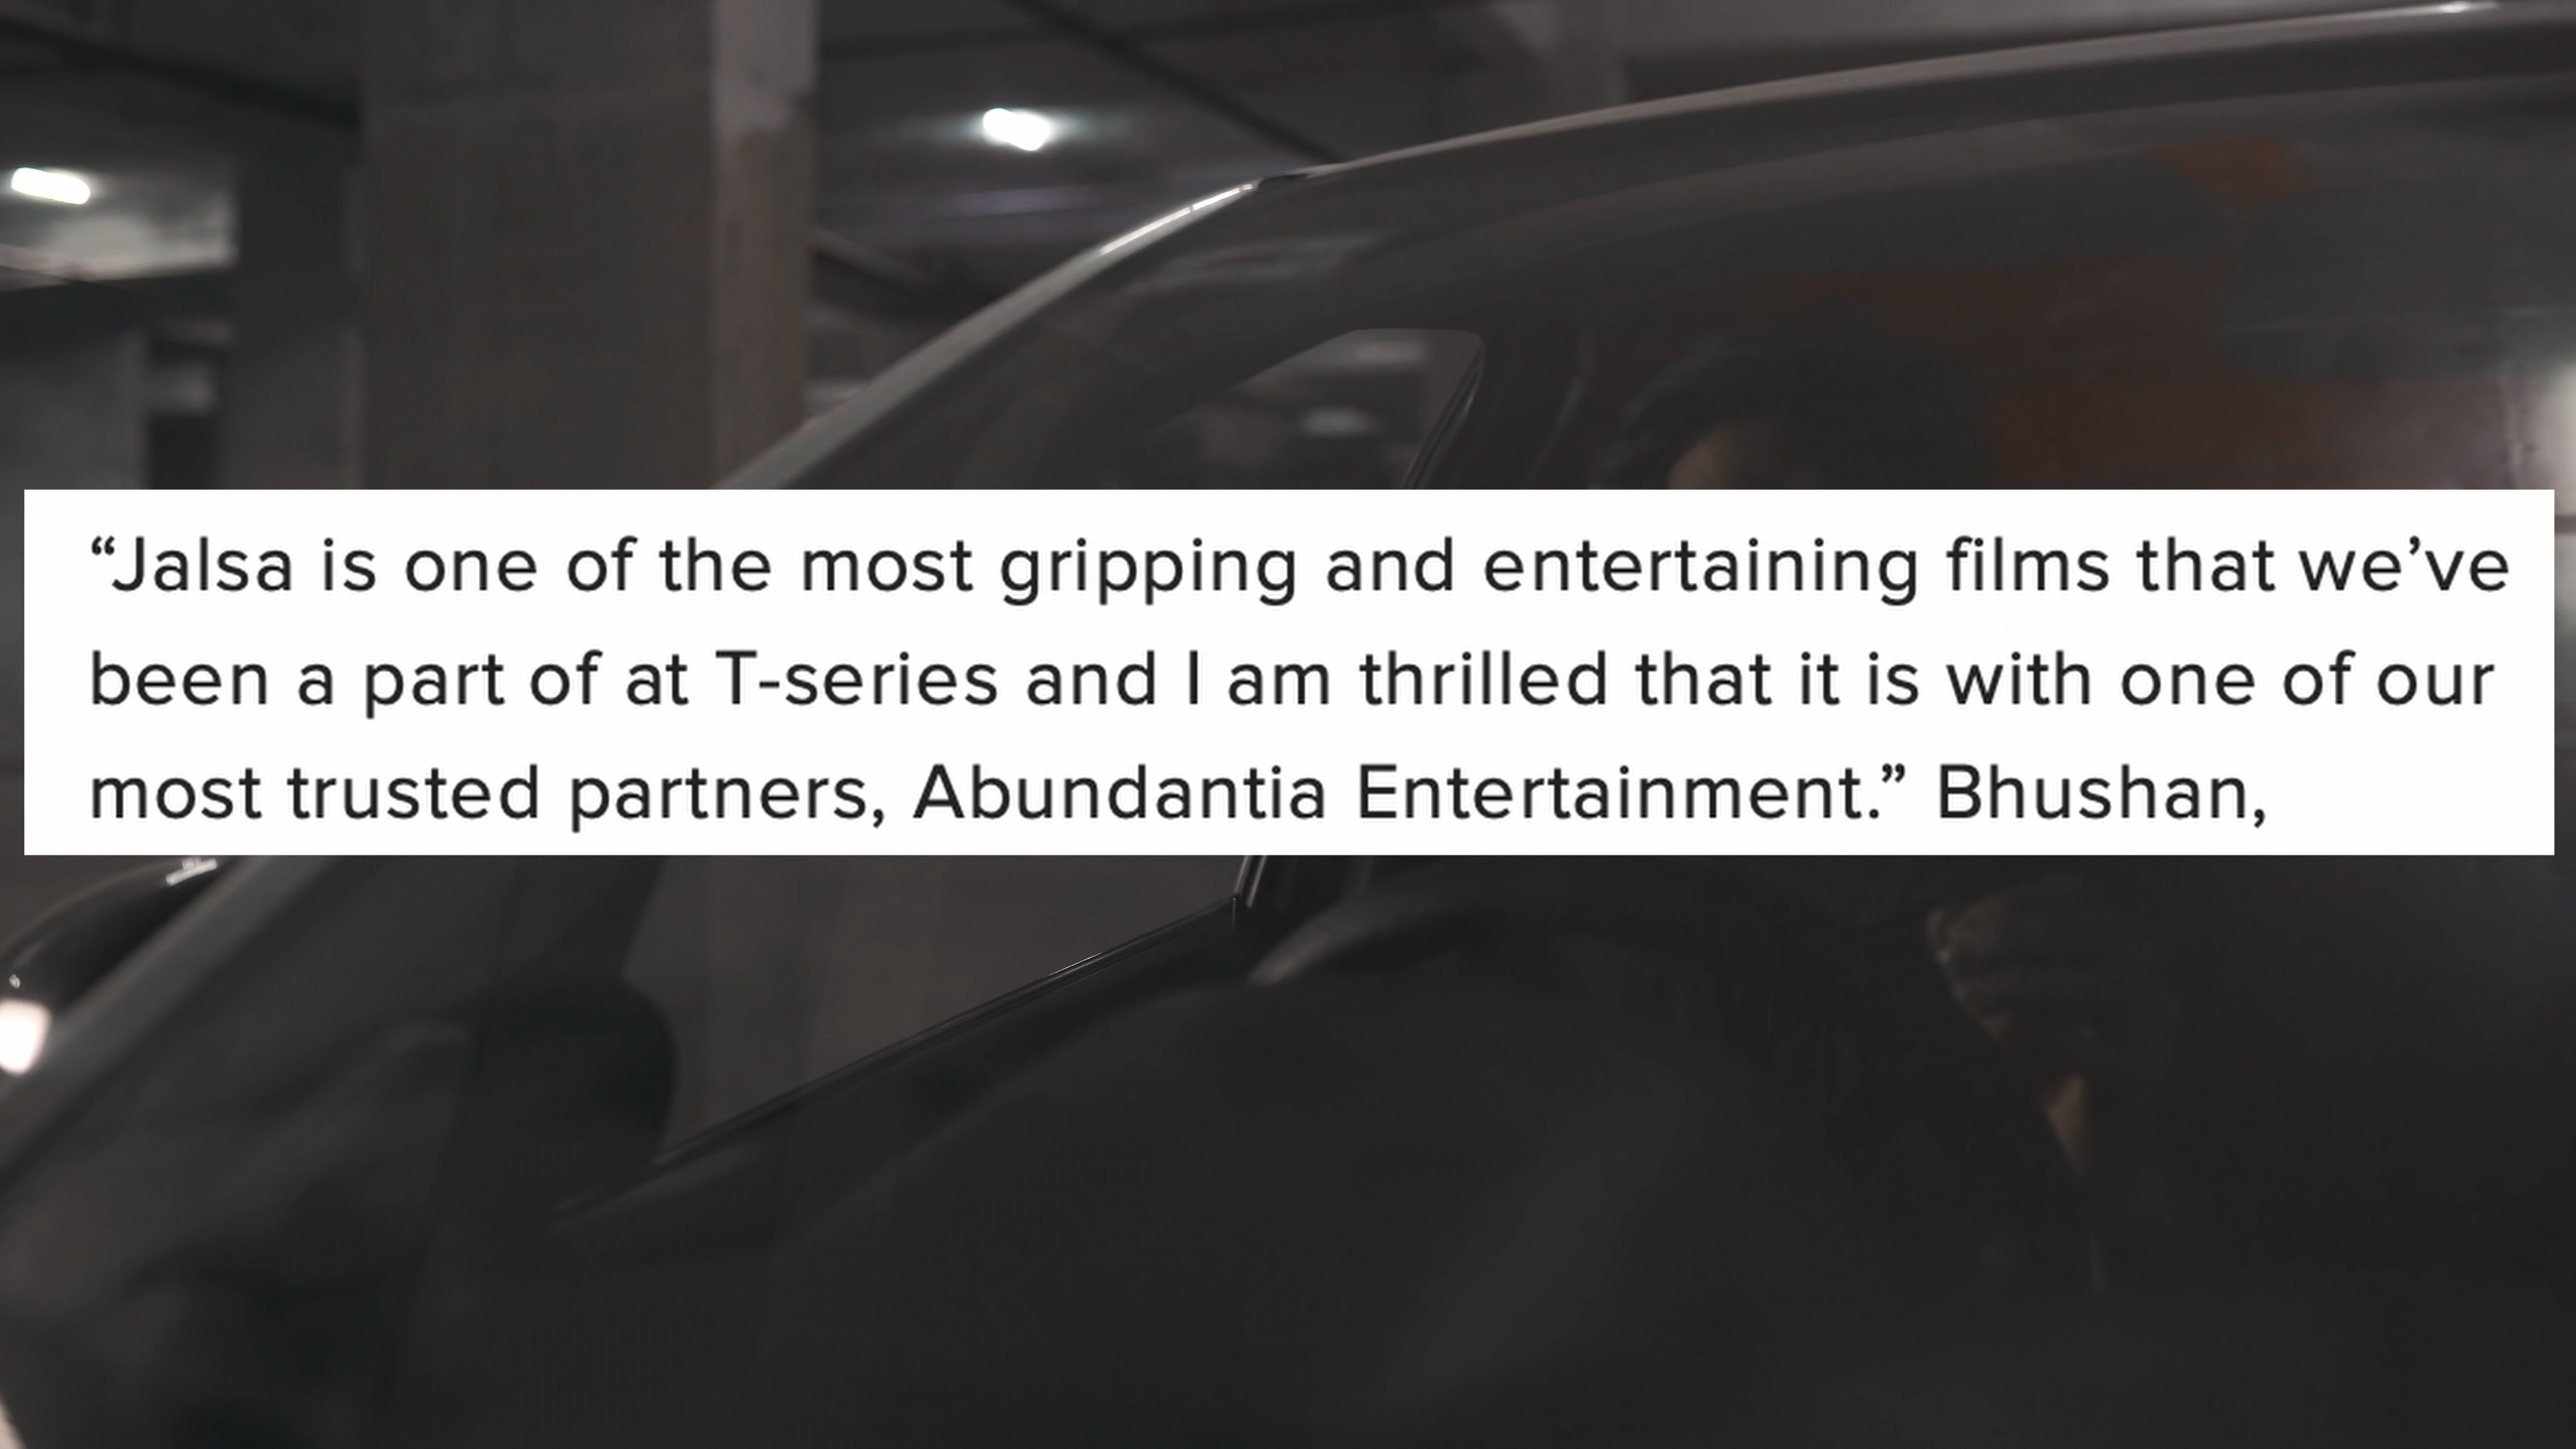 “Jalsa is one of the most gripping and entertaining films that we’ve
been a part of at T-series and I am thrilled that it is with one of our
most trusted partners, Abundantia Entertainment.” Bhushan,